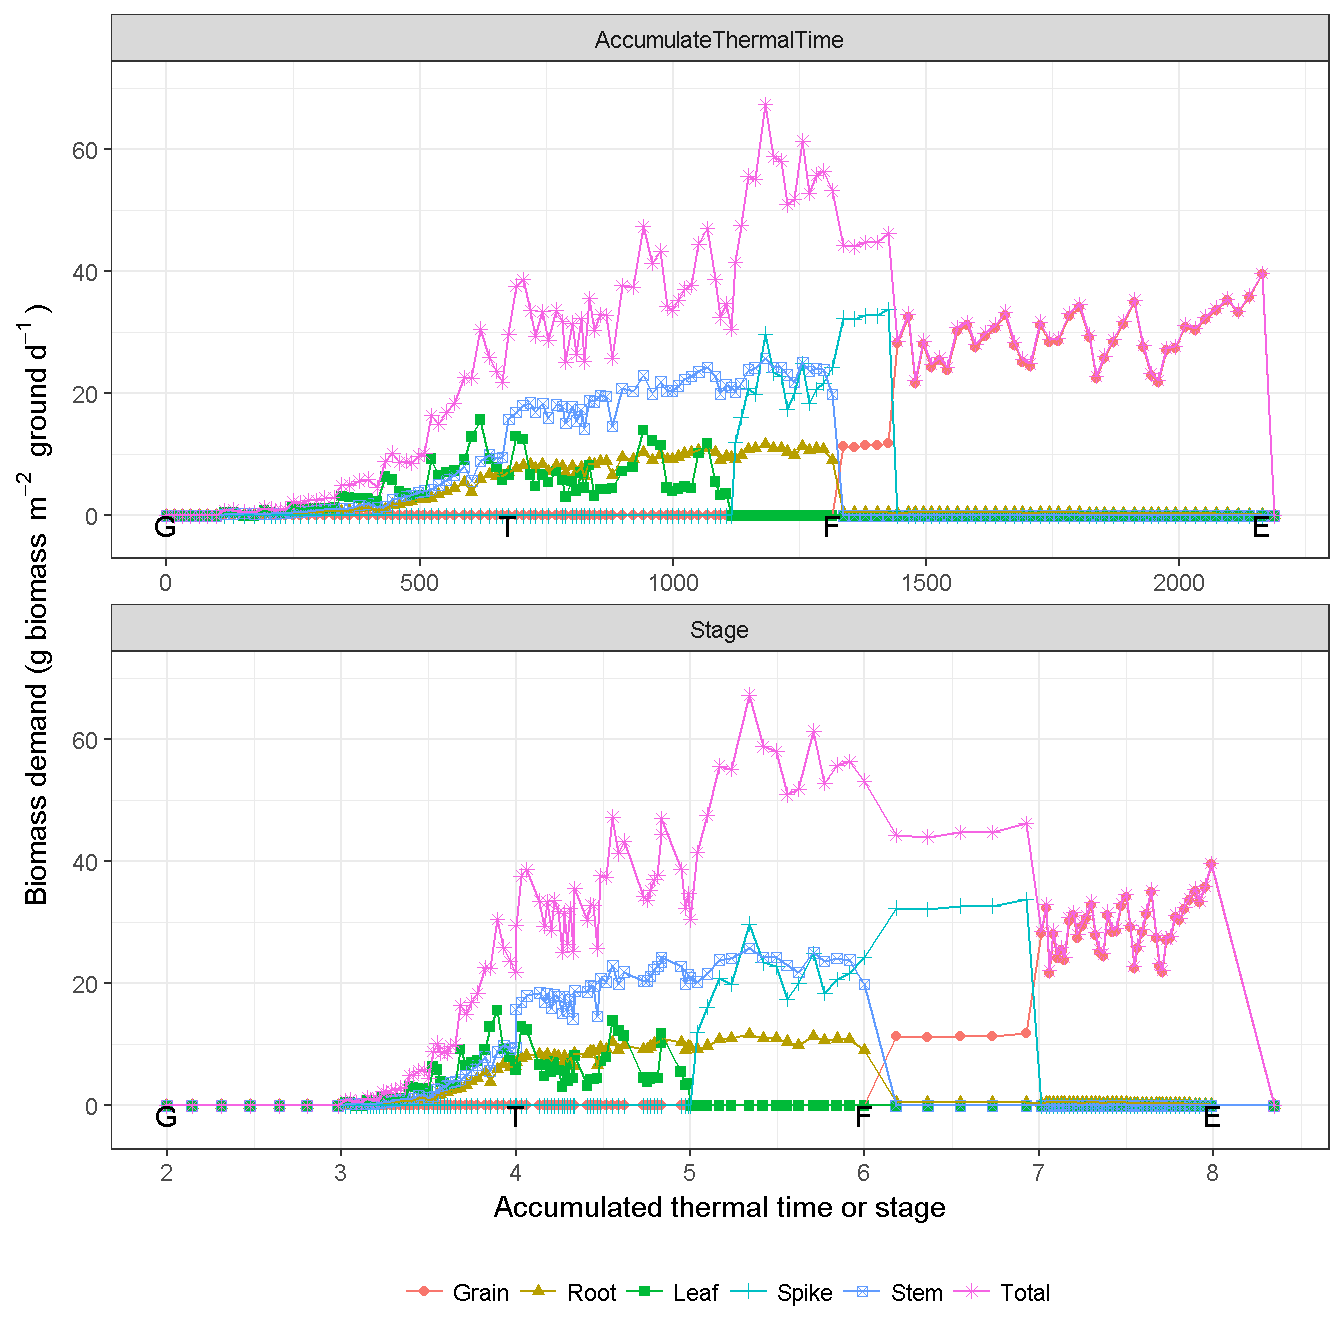 AccumulateThermalTime
60
40
20
0
G T F E
0 500 1000 1500 2000
Stage
60
40
20
0
G T F E
2 3 4 5 6 7 8
Biomass demand (g biomass m⁻² ground d⁻¹ )
Accumulated thermal time or stage
Grain Root Leaf Spike Stem Total